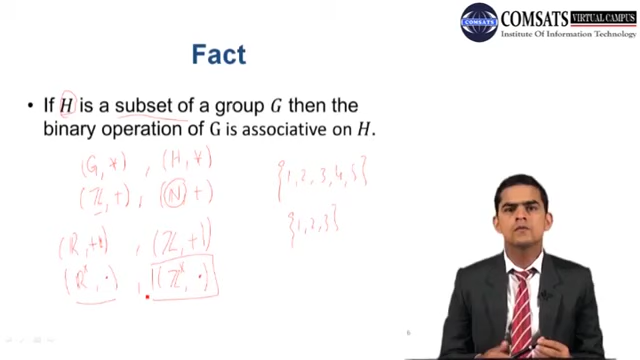 COMSATS VIRTUAL CAMPUS
Institute Of Information Technology
Fact
• If H is a subset of a group G then the
binary operation of G is associative on H.
(G, *) , (H, *)
(ℤ, +) , (ℕ, +)
{1, 2, 3, 4, 5}
{1, 2, 3}
(ℝ, +) , (ℤ, +)
(ℝ*, ·) , (ℤ*, ·)
6